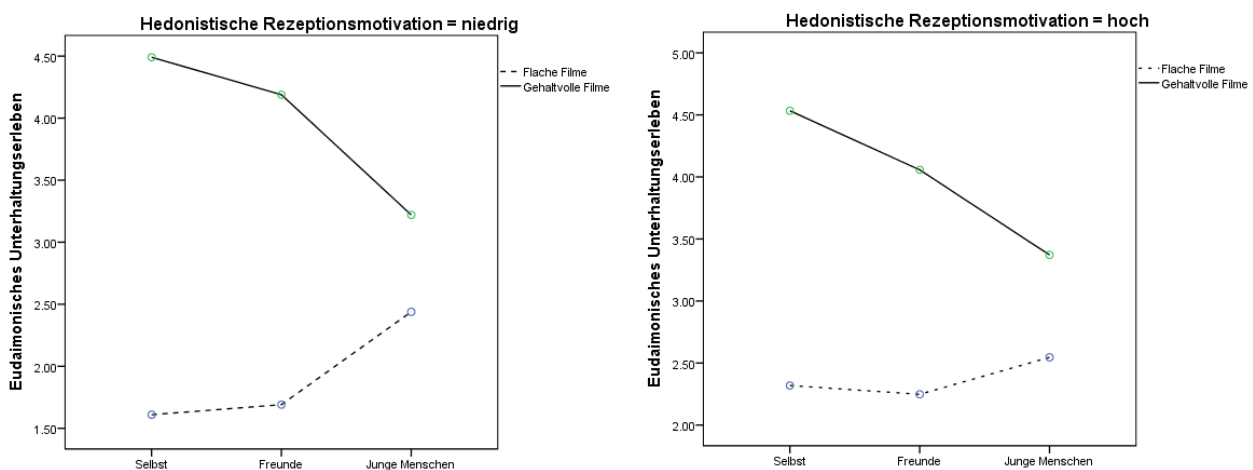 Hedonistische Rezeptionsmotivation = niedrig
Eudaimonisches Unterhaltungserleben
4.50
4.00
3.50
3.00
2.50
2.00
1.50
Selbst Freunde Junge Menschen
Flache Filme
Gehaltvolle Filme
Hedonistische Rezeptionsmotivation = hoch
Eudaimonisches Unterhaltungserleben
5.00
4.50
4.00
3.50
3.00
2.50
2.00
Selbst Freunde Junge Menschen
Flache Filme
Gehaltvolle Filme